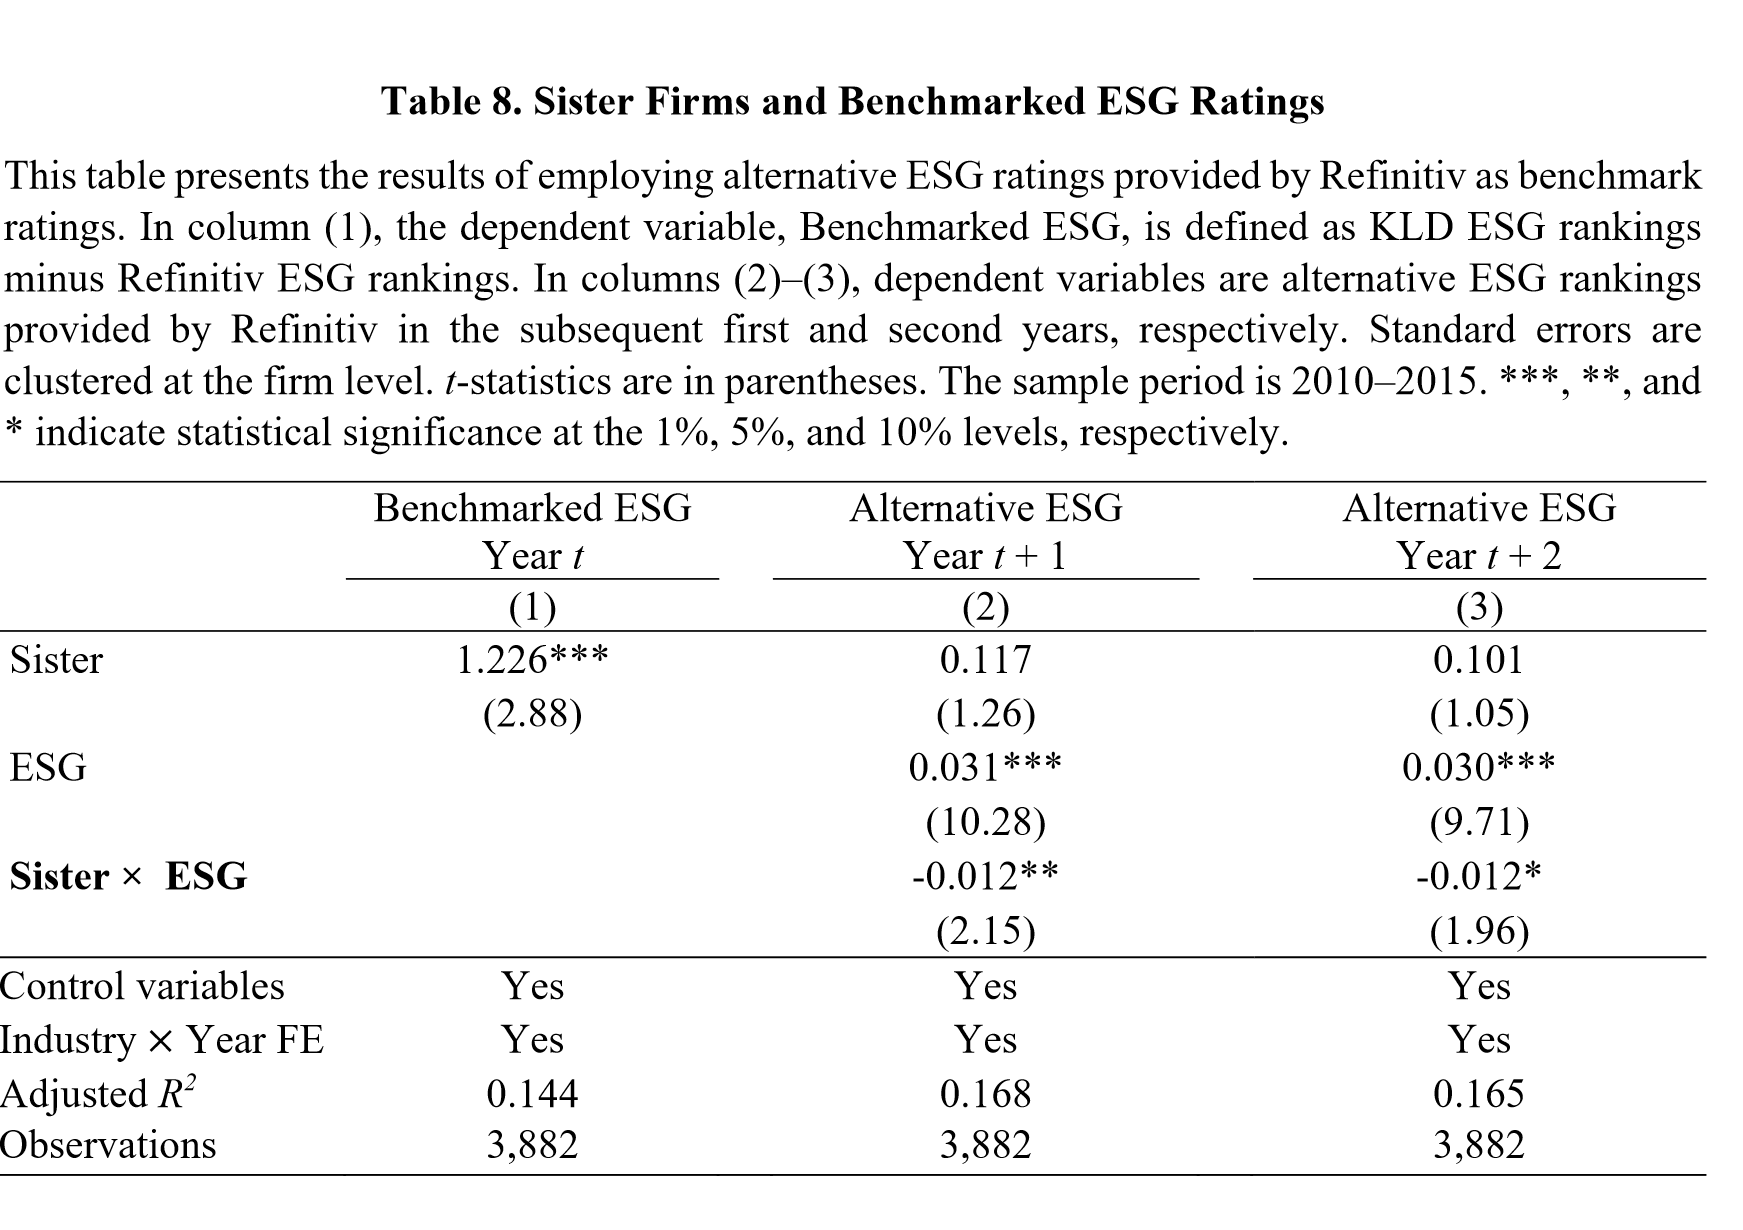 Table 8. Sister Firms and Benchmarked ESG Ratings
This table presents the results of employing alternative ESG ratings provided by Refinitiv as benchmark
ratings. In column (1), the dependent variable, Benchmarked ESG, is defined as KLD ESG rankings
minus Refinitiv ESG rankings. In columns (2)–(3), dependent variables are alternative ESG rankings
provided by Refinitiv in the subsequent first and second years, respectively. Standard errors are
clustered at the firm level. t-statistics are in parentheses. The sample period is 2010–2015. ***, **, and
* indicate statistical significance at the 1%, 5%, and 10% levels, respectively.
Benchmarked ESG Alternative ESG Alternative ESG
Year t Year t + 1 Year t + 2
(1) (2) (3)
Sister 1.226*** 0.117 0.101
(2.88) (1.26) (1.05)
ESG 0.031*** 0.030***
(10.28) (9.71)
Sister × ESG -0.012** -0.012*
(2.15) (1.96)
Control variables Yes Yes Yes
Industry × Year FE Yes Yes Yes
Adjusted R² 0.144 0.168 0.165
Observations 3,882 3,882 3,882